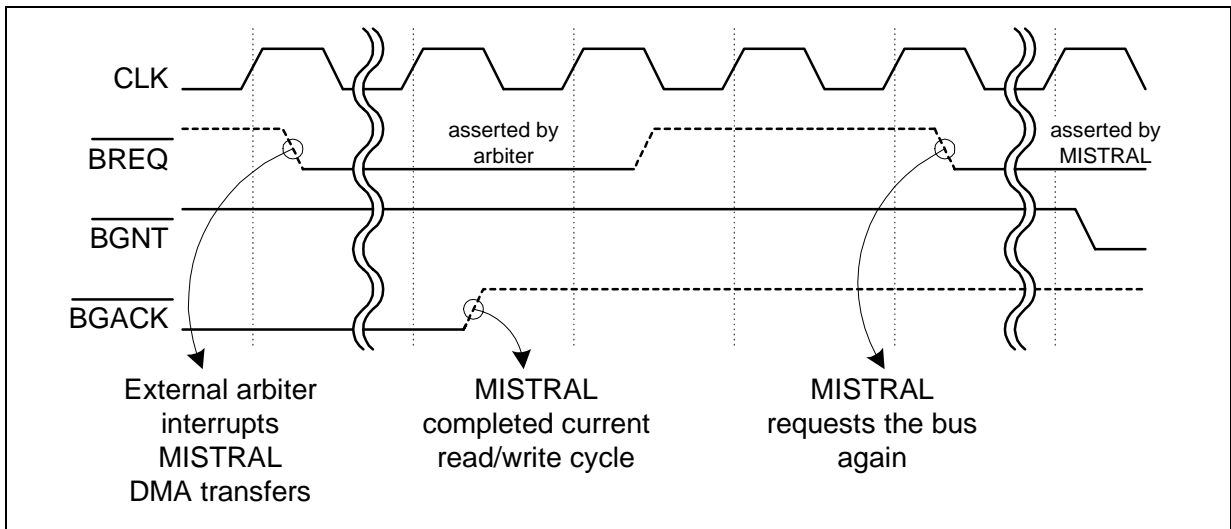 CLK
BREQ
asserted by
arbiter
asserted by
MISTRAL
BGNT
BGACK
External arbiter
interrupts
MISTRAL
DMA transfers
MISTRAL
completed current
read/write cycle
MISTRAL
requests the bus
again